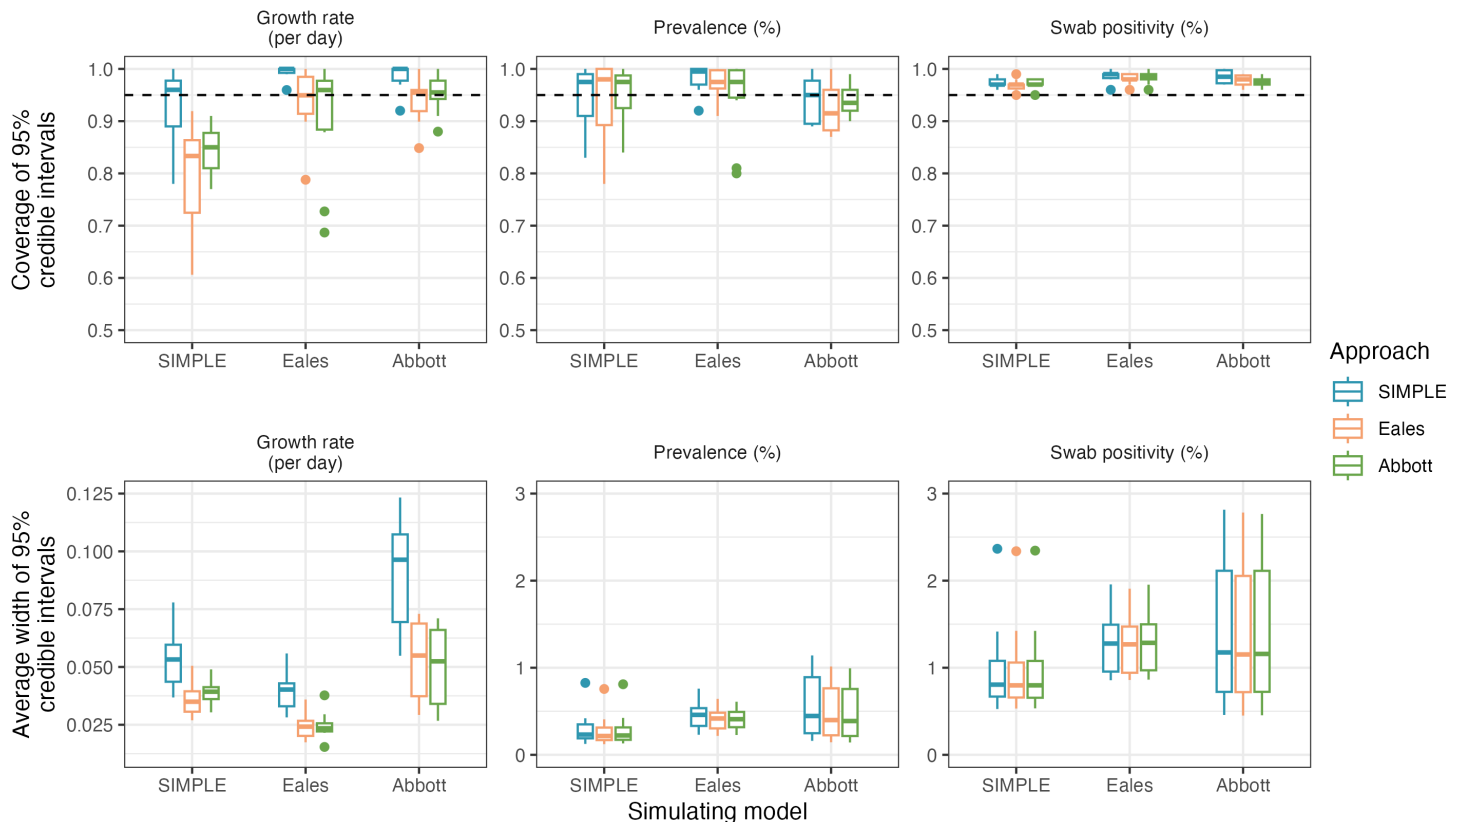 Growth rate
(per day)
Prevalence (%)
Swab positivity (%)
Coverage of 95%
credible intervals
1.0
0.9
0.8
0.7
0.6
0.5
SIMPLE Eales Abbott
1.0
0.9
0.8
0.7
0.6
0.5
SIMPLE Eales Abbott
1.0
0.9
0.8
0.7
0.6
0.5
SIMPLE Eales Abbott
Approach
SIMPLE
Eales
Abbott
Growth rate
(per day)
Prevalence (%)
Swab positivity (%)
Average width of 95%
credible intervals
0.125
0.100
0.075
0.050
0.025
SIMPLE Eales Abbott
3
2
1
0
SIMPLE Eales Abbott
3
2
1
0
SIMPLE Eales Abbott
Simulating model